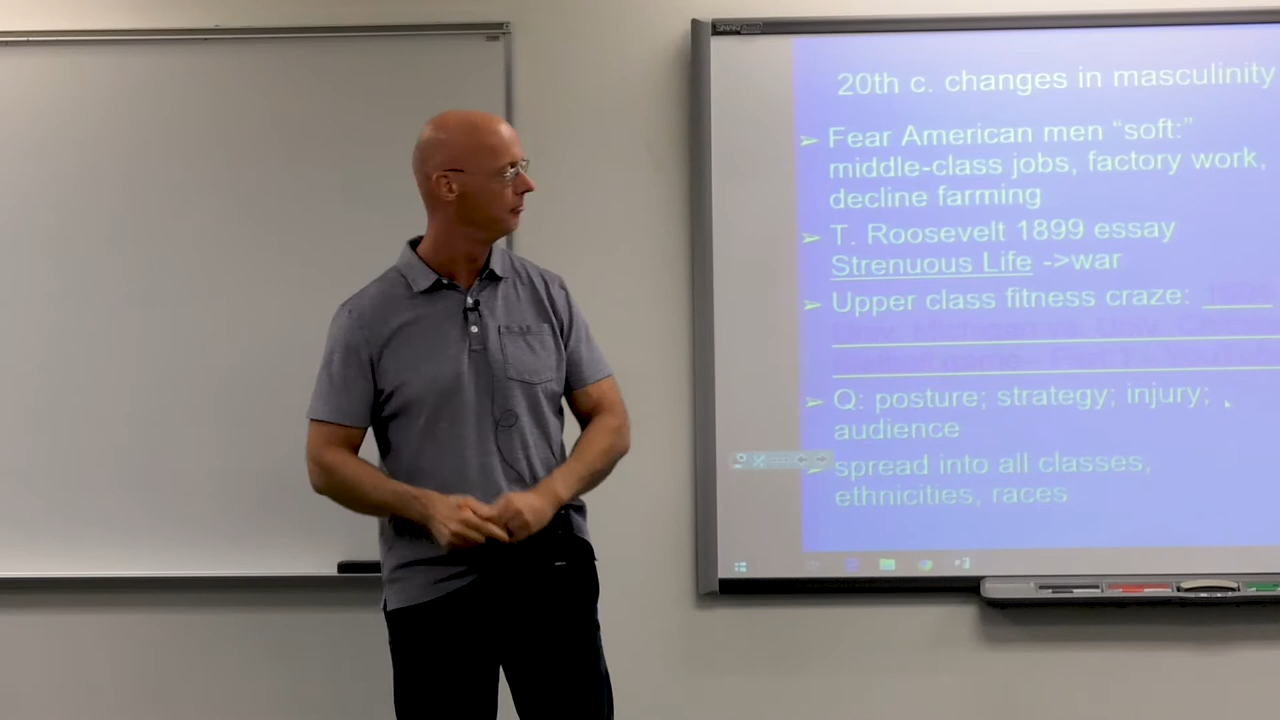 SMART
20th c. changes in masculinity
➢ Fear American men “soft:”
middle-class jobs, factory work,
decline farming
➢ T. Roosevelt 1899 essay
Strenuous Life ->war
➢ Upper class fitness craze:
➢ Q: posture; strategy; injury;
audience
➢ spread into all classes,
ethnicities, races